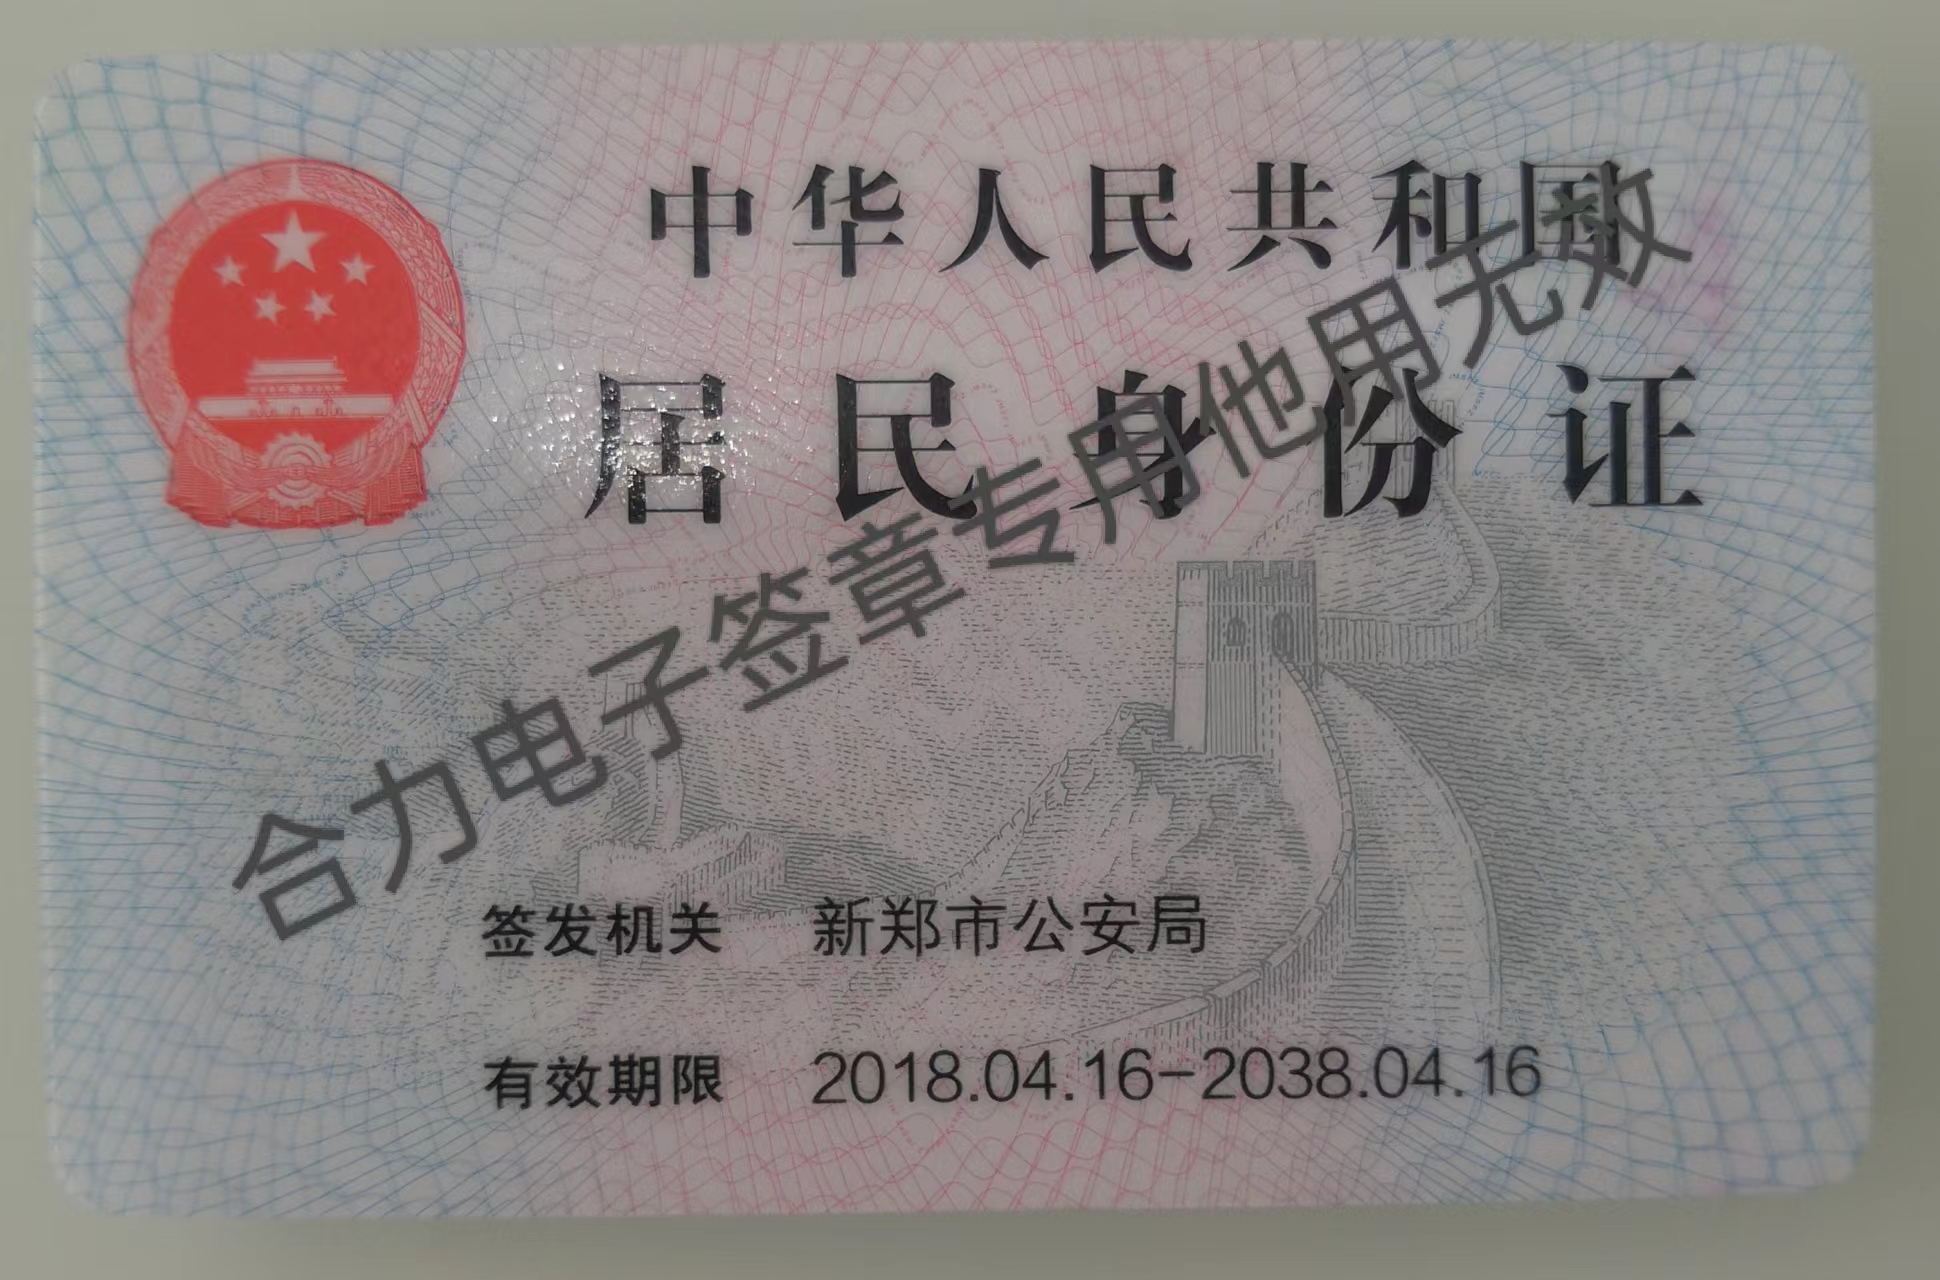 中华人民共和国
居民身份证
合力电子签章专用他用无效
签发机关 新郑市公安局
有效期限 2018.04.16-2038.04.16